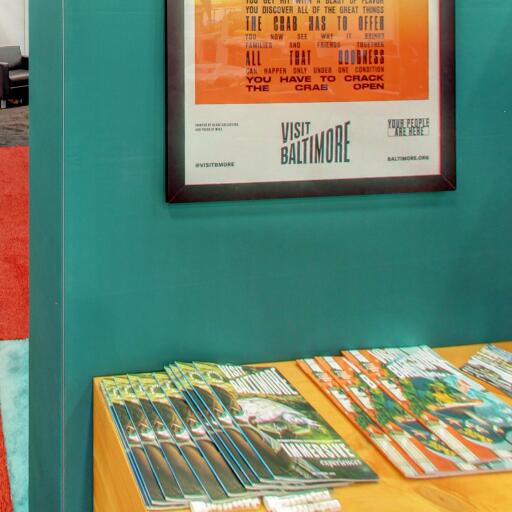 YOU GET HIT WITH A BLAST OF FLAVOR
YOU DISCOVER ALL OF THE GREAT THINGS
THE CRAB HAS TO OFFER
YOU NOW SEE WHY IT BRINGS
FAMILIES AND FRIENDS TOGETHER
ALL THAT GOODNESS
CAN HAPPEN ONLY UNDER ONE CONDITION
YOU HAVE TO CRACK
THE CRAB OPEN
VISIT
BALTIMORE
YOUR PEOPLE
ARE HERE
@VISITBMORE
BALTIMORE.ORG
BALTIMORE
IMMERSIVE
experiences